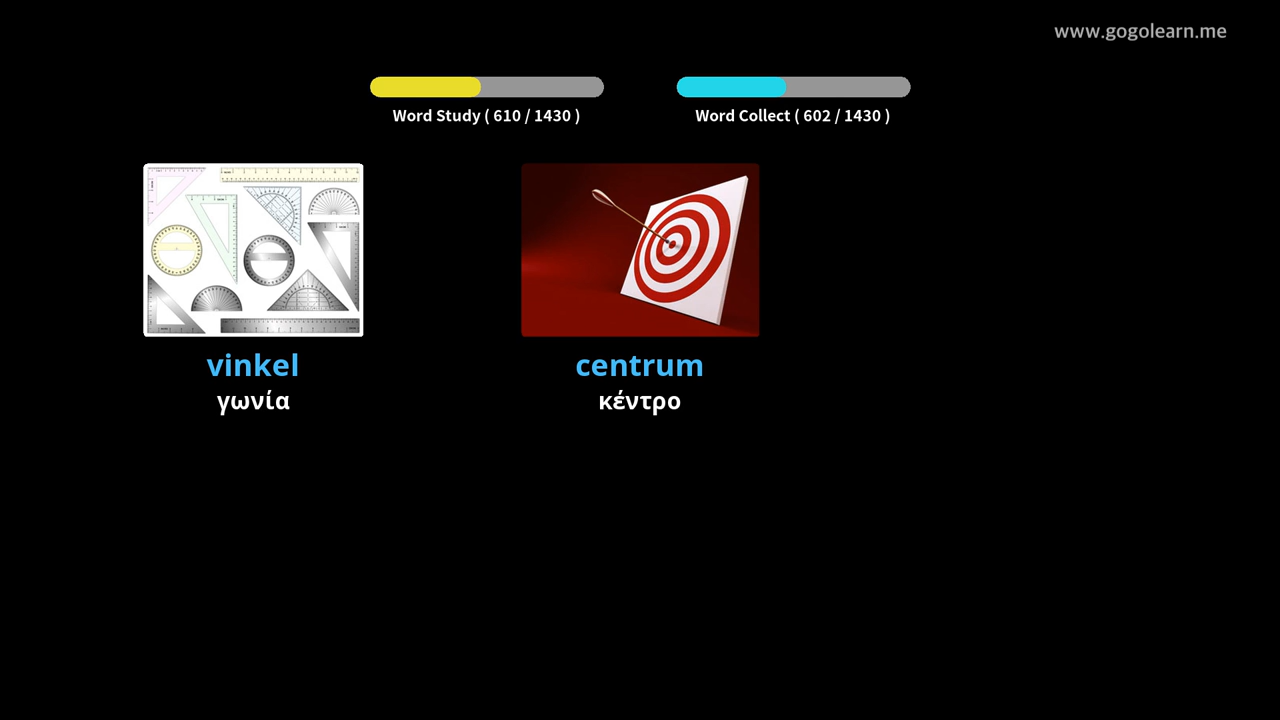 www.gogolearn.me
Word Study ( 610 / 1430 )
Word Collect ( 602 / 1430 )
vinkel
γωνία
centrum
κέντρο